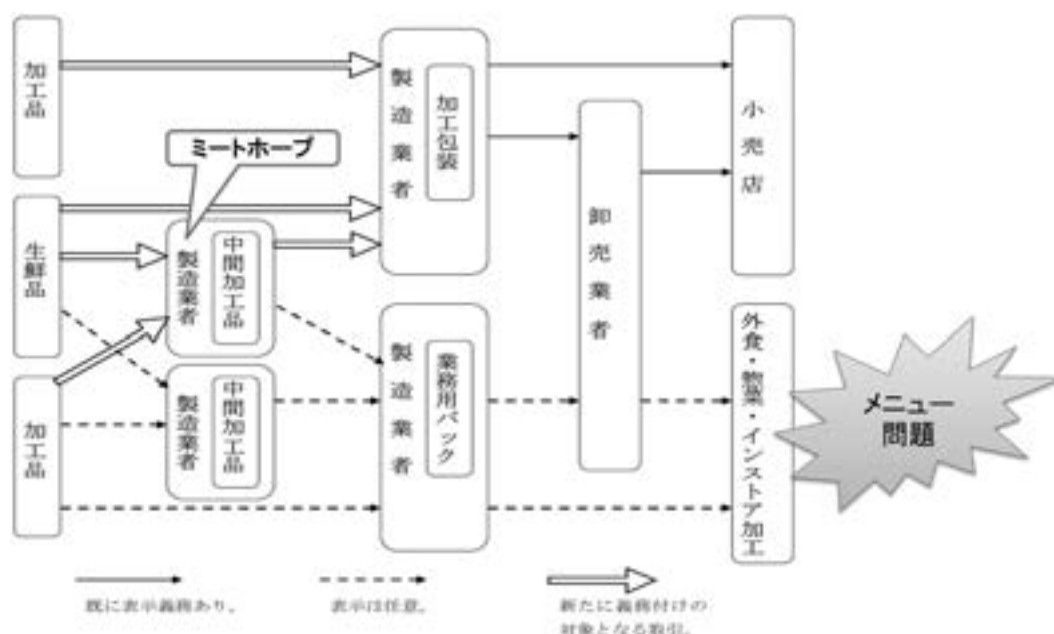 加工品
生鮮品
加工品
ミートホープ
製造業者
中間加工品
製造業者
中間加工品
製造業者
加工包装
製造業者
業務用パック
卸売業者
小売店
外食・惣菜・インストア加工
メニュー
問題
既に表示義務あり。
表示は任意。
新たに義務付けの
対象となる取引。